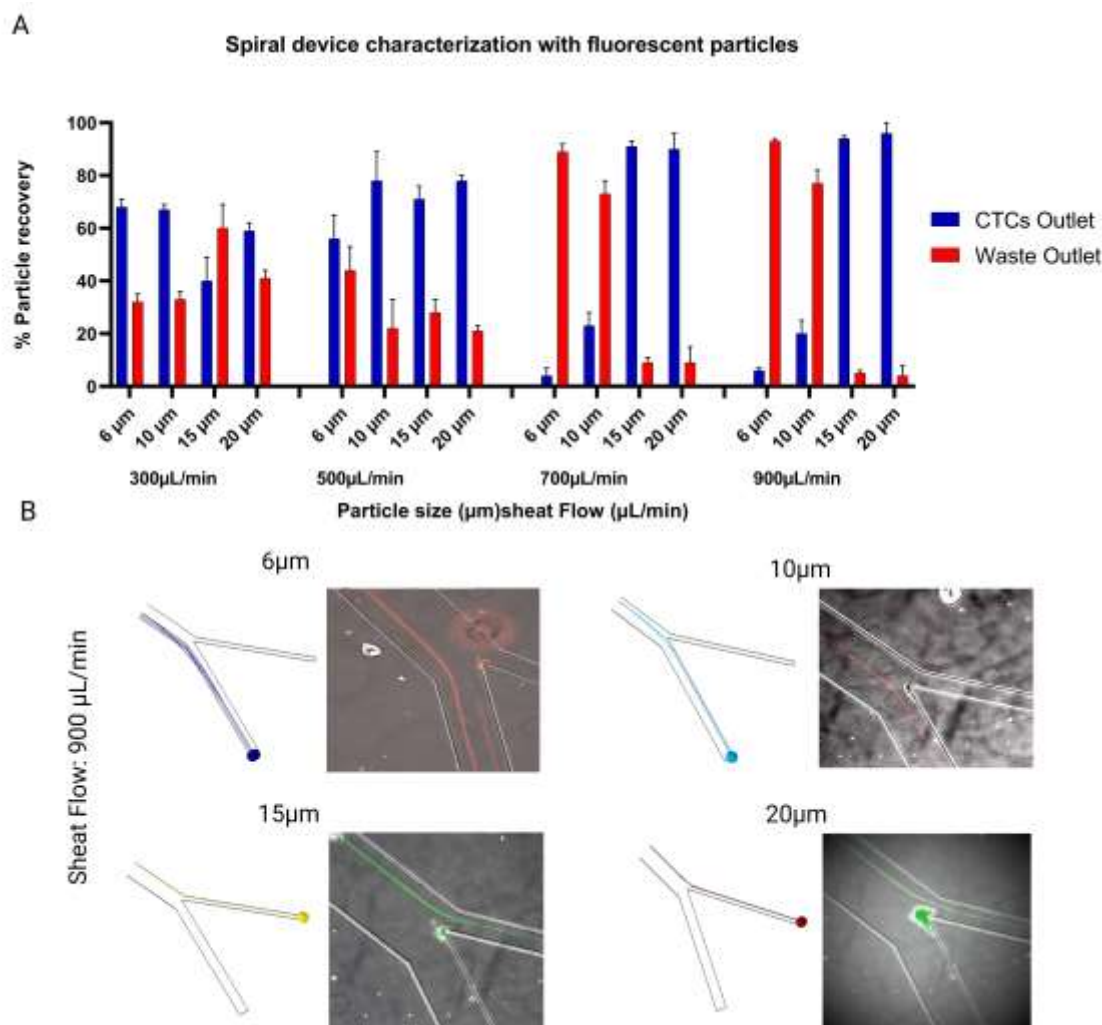 A
Spiral device characterization with fluorescent particles
% Particle recovery
100
80
60
40
20
0
CTCs Outlet
Waste Outlet
6 µm
10 µm
15 µm
20 µm
6 µm
10 µm
15 µm
20 µm
6 µm
10 µm
15 µm
20 µm
6 µm
10 µm
15 µm
20 µm
300µL/min
500µL/min
700µL/min
900µL/min
Particle size (µm)sheat Flow (µL/min)
B
Sheat Flow: 900 µL/min
6µm
10µm
15µm
20µm